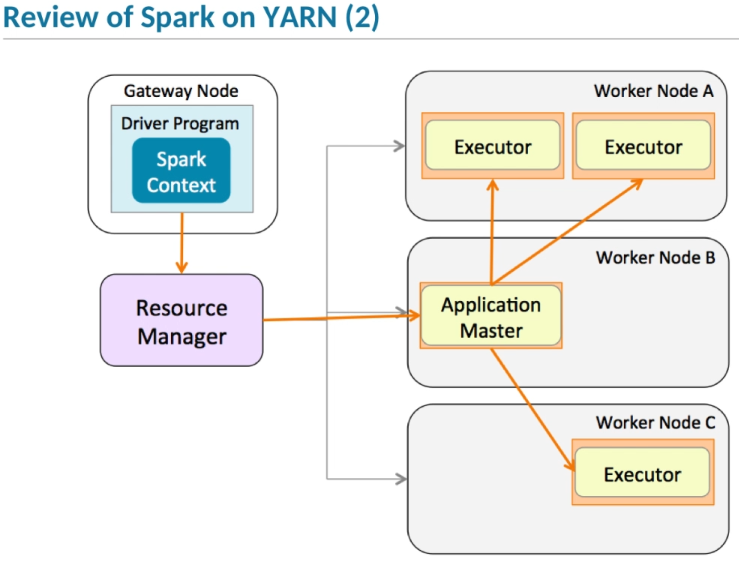 Review of Spark on YARN (2)
Gateway Node
Driver Program
Spark
Context
Resource
Manager
Worker Node A
Executor
Executor
Worker Node B
Application
Master
Worker Node C
Executor